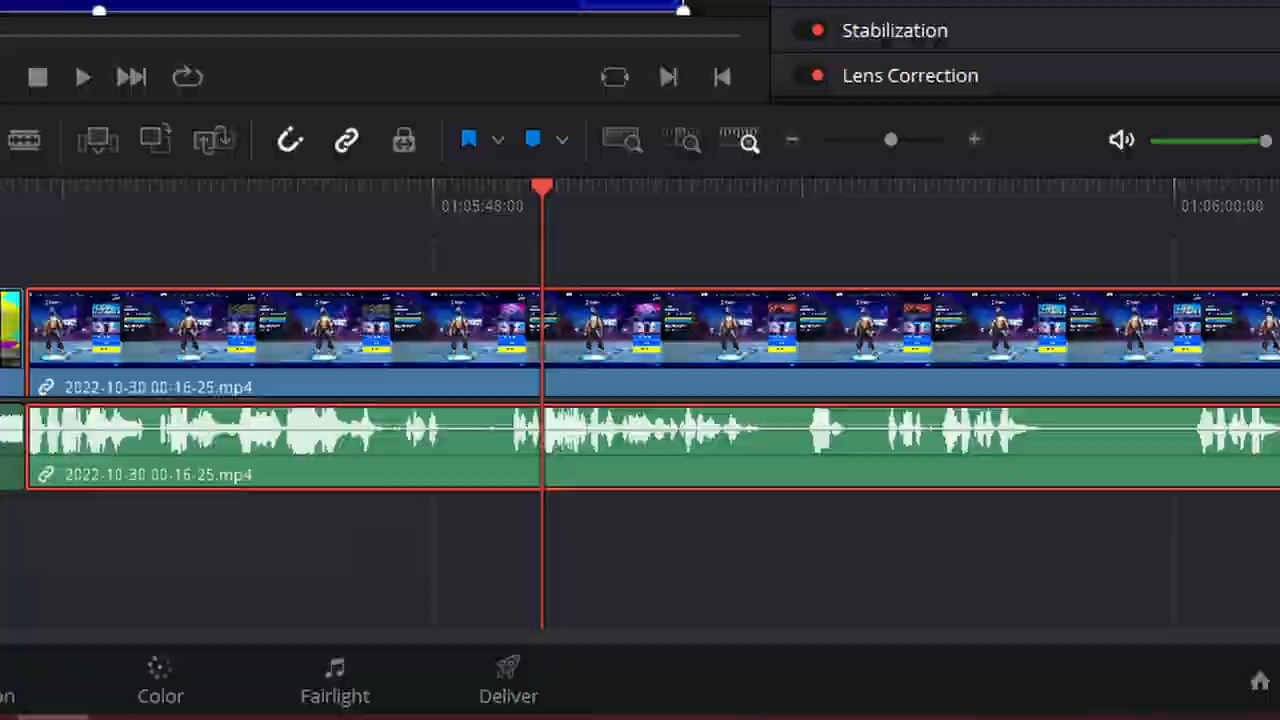 Stabilization
Lens Correction
01:05:48:00
01:06:00:00
2022-10-30 00-16-25.mp4
2022-10-30 00-16-25.mp4
on
Color
Fairlight
Deliver